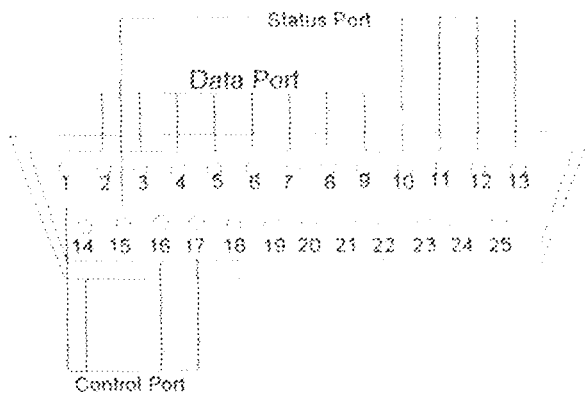 Status Port
Data Port
1 2 3 4 5 6 7 8 9 10 11 12 13
14 15 16 17 18 19 20 21 22 23 24 25
Control Port